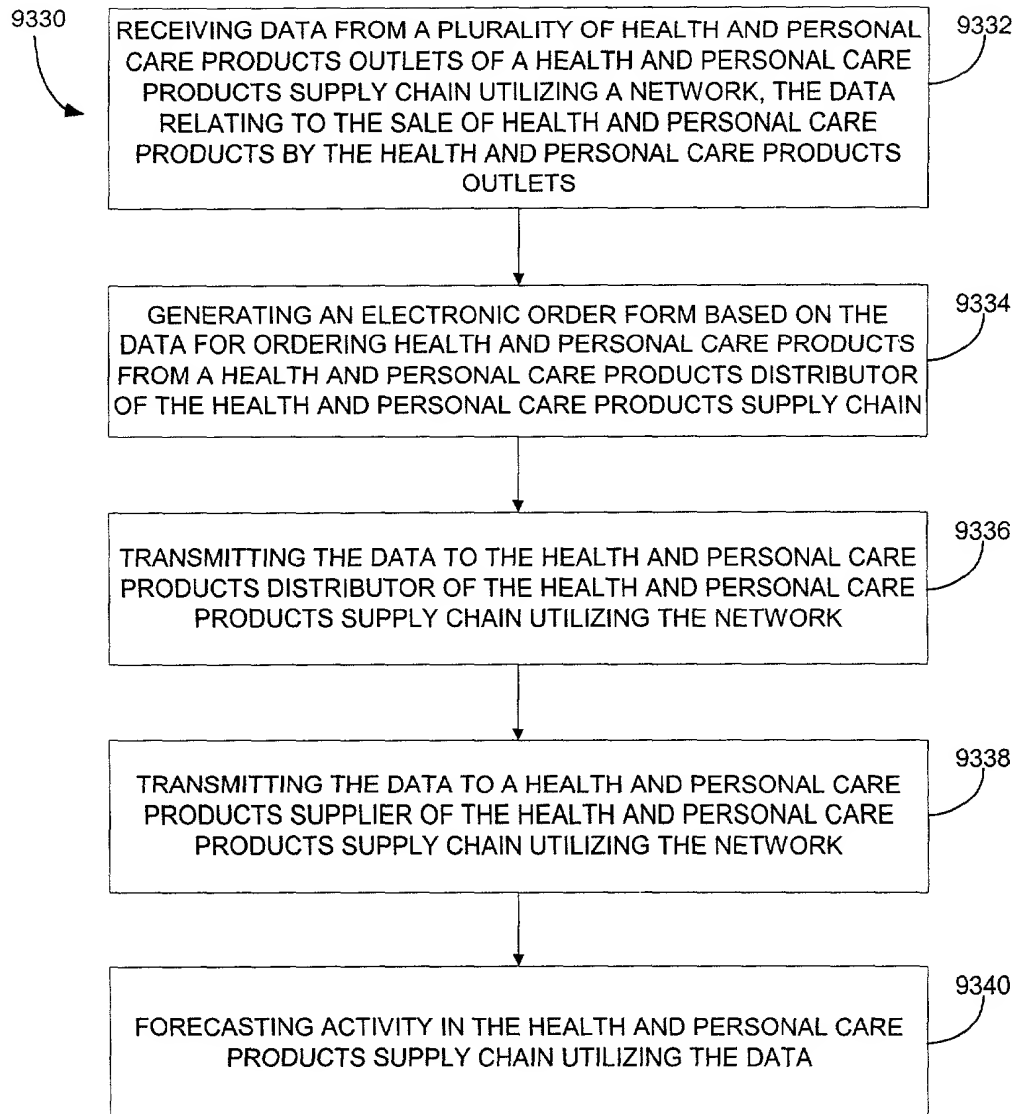 9330
RECEIVING DATA FROM A PLURALITY OF HEALTH AND PERSONAL
CARE PRODUCTS OUTLETS OF A HEALTH AND PERSONAL CARE
PRODUCTS SUPPLY CHAIN UTILIZING A NETWORK, THE DATA
RELATING TO THE SALE OF HEALTH AND PERSONAL CARE
PRODUCTS BY THE HEALTH AND PERSONAL CARE PRODUCTS
OUTLETS
9332
GENERATING AN ELECTRONIC ORDER FORM BASED ON THE
DATA FOR ORDERING HEALTH AND PERSONAL CARE PRODUCTS
FROM A HEALTH AND PERSONAL CARE PRODUCTS DISTRIBUTOR
OF THE HEALTH AND PERSONAL CARE PRODUCTS SUPPLY CHAIN
9334
TRANSMITTING THE DATA TO THE HEALTH AND PERSONAL CARE
PRODUCTS DISTRIBUTOR OF THE HEALTH AND PERSONAL CARE
PRODUCTS SUPPLY CHAIN UTILIZING THE NETWORK
9336
TRANSMITTING THE DATA TO A HEALTH AND PERSONAL CARE
PRODUCTS SUPPLIER OF THE HEALTH AND PERSONAL CARE
PRODUCTS SUPPLY CHAIN UTILIZING THE NETWORK
9338
FORECASTING ACTIVITY IN THE HEALTH AND PERSONAL CARE
PRODUCTS SUPPLY CHAIN UTILIZING THE DATA
9340